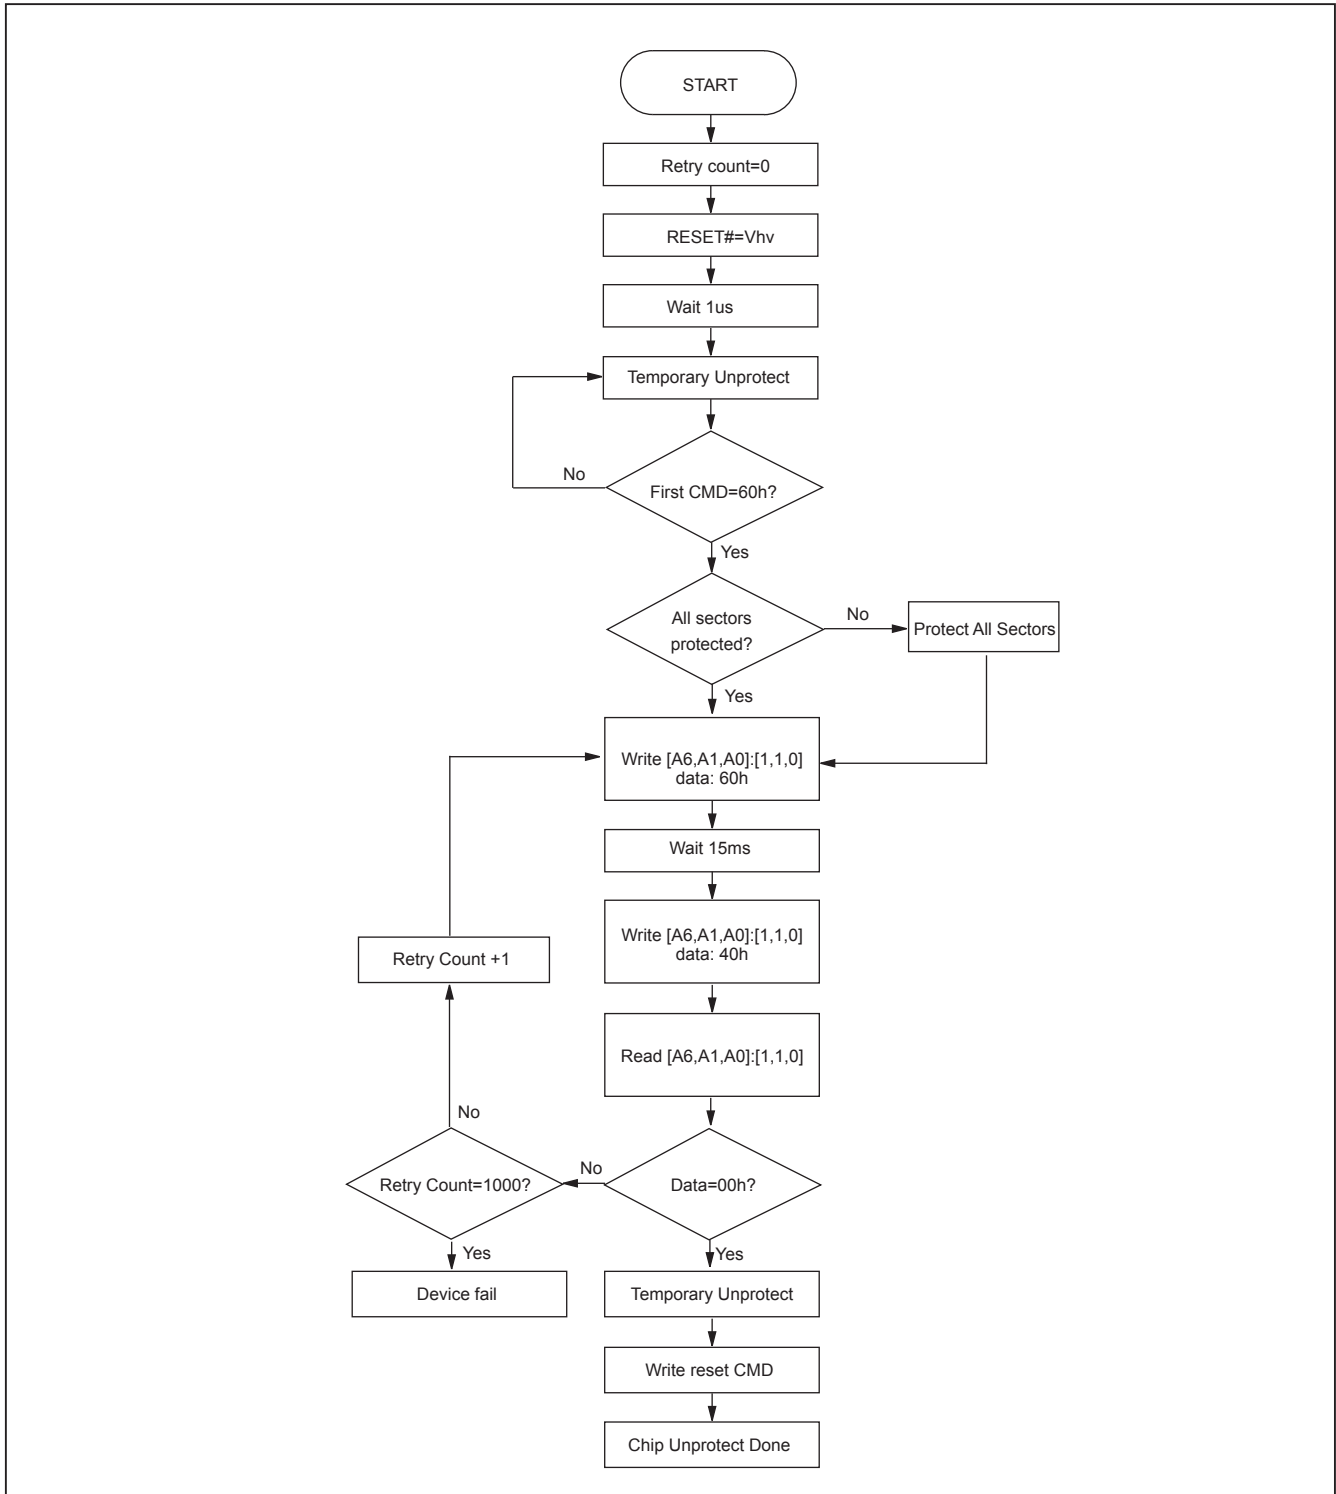 START
Retry count=0
RESET#=Vhv
Wait 1us
Temporary Unprotect
No
First CMD=60h?
Yes
All sectors
protected?
No
Protect All Sectors
Yes
Write [A6,A1,A0]:[1,1,0]
data: 60h
Wait 15ms
Write [A6,A1,A0]:[1,1,0]
data: 40h
Retry Count +1
Read [A6,A1,A0]:[1,1,0]
No
Retry Count=1000?
No
Data=00h?
Yes
Yes
Device fail
Temporary Unprotect
Write reset CMD
Chip Unprotect Done